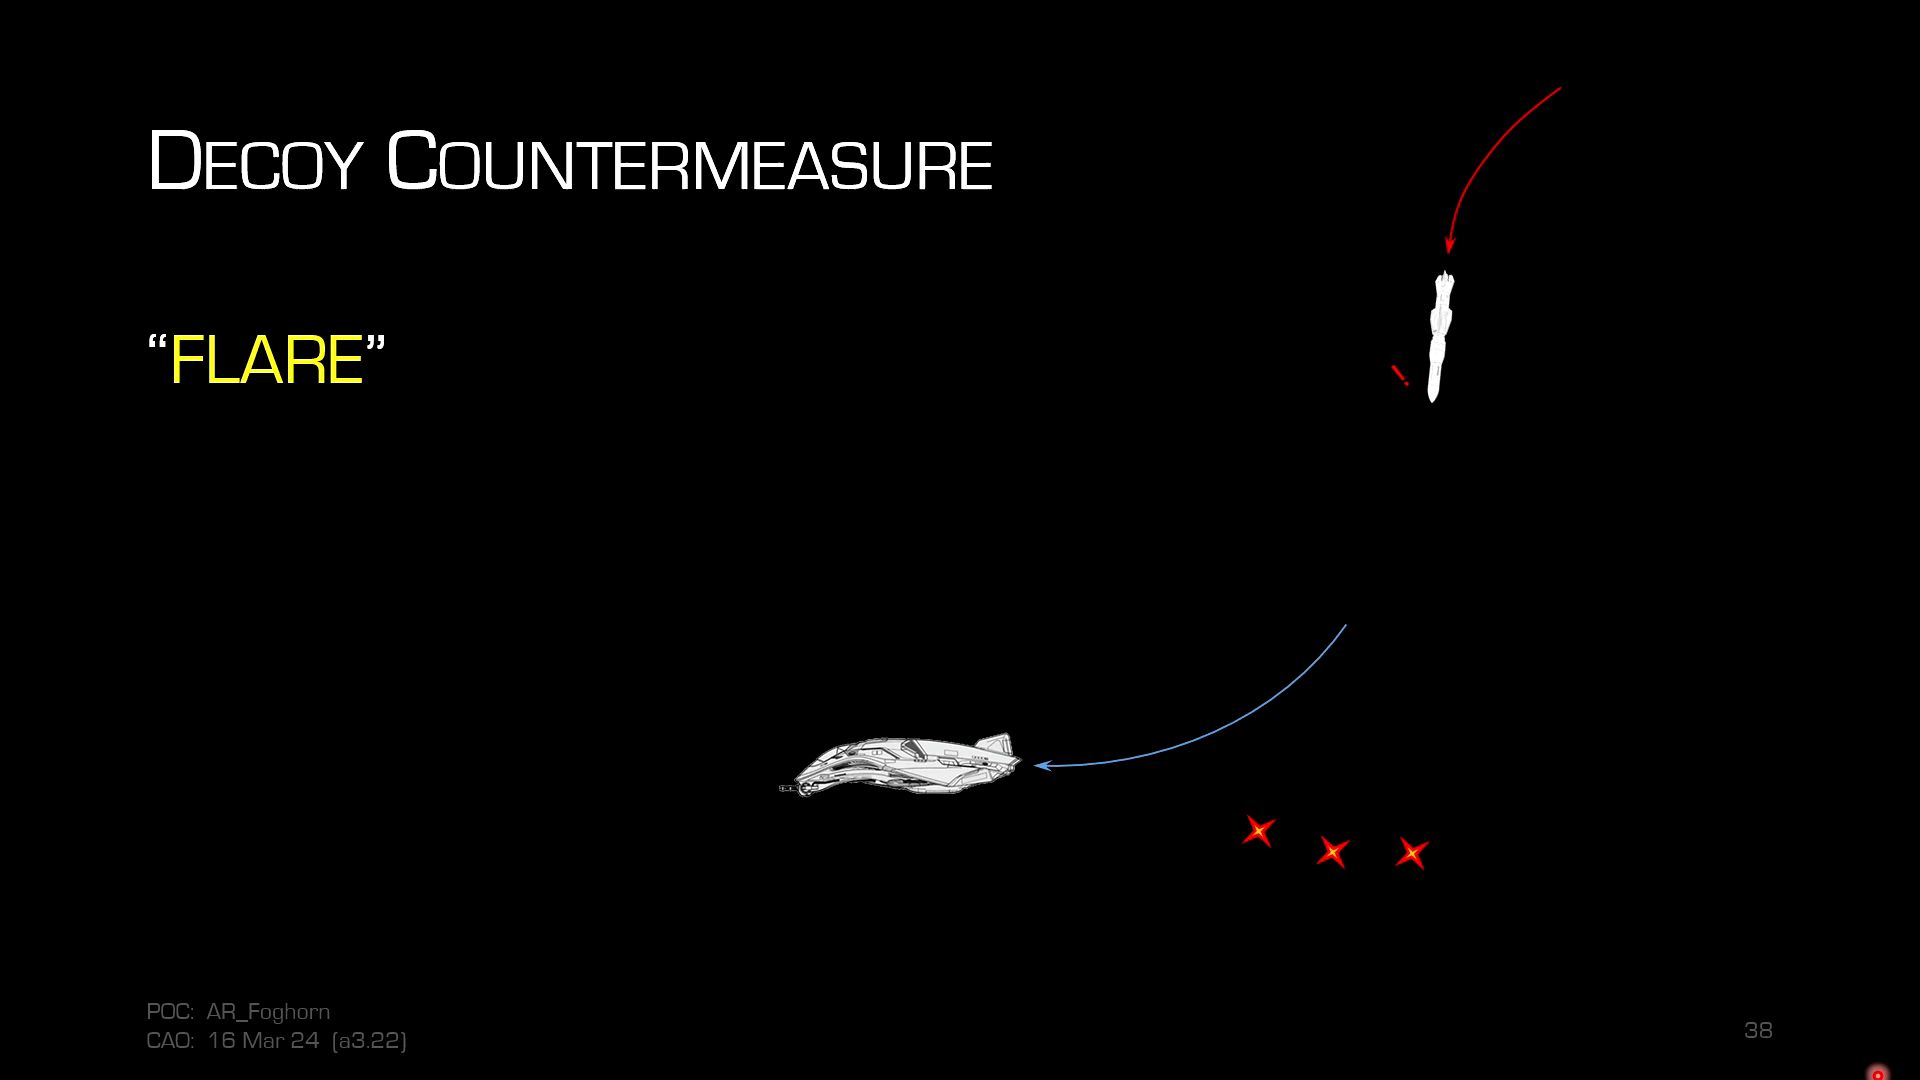 Decoy Countermeasure
“FLARE”
POC: AR_Foghorn
CAO: 16 Mar 24 (a3.22)
38